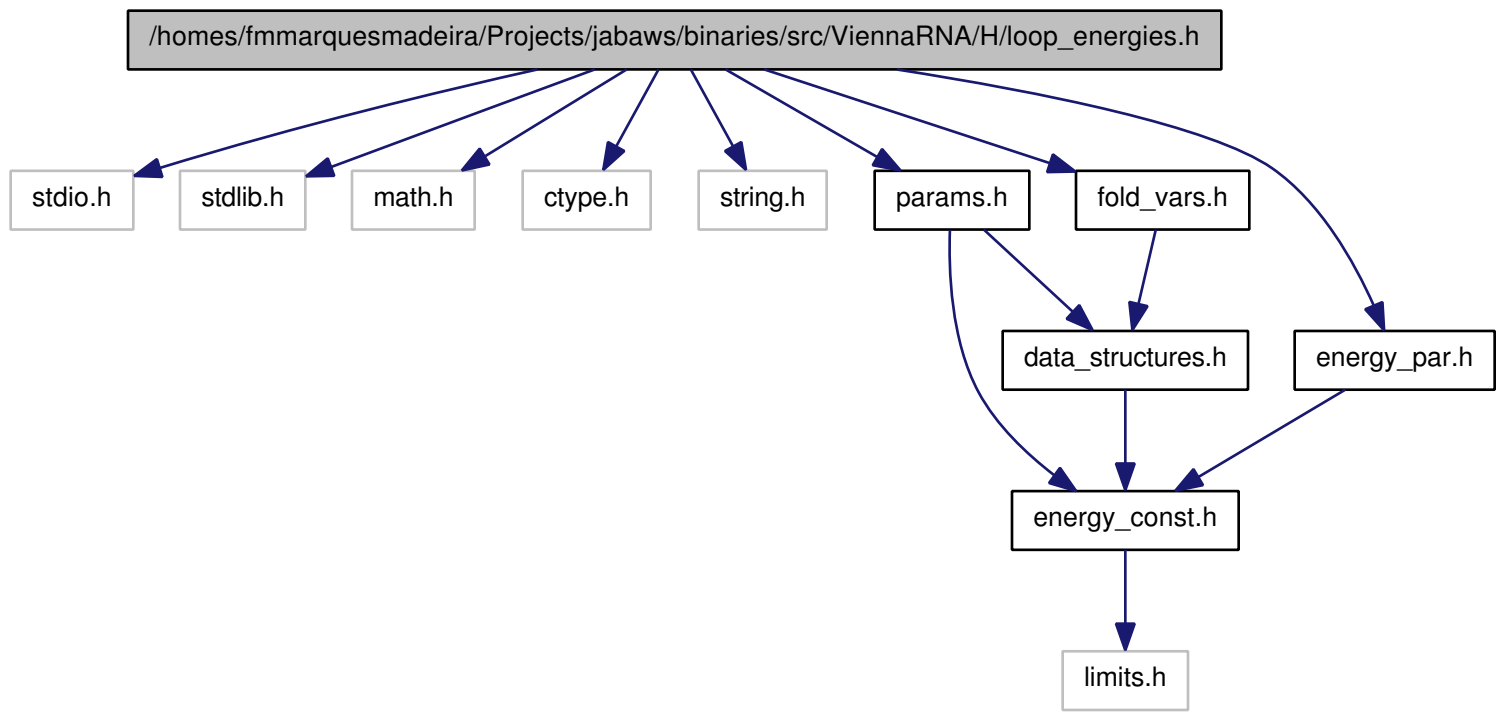 /homes/fmmarquesmadeira/Projects/jabaws/binaries/src/ViennaRNA/H/loop_energies.h
stdio.h
stdlib.h
math.h
ctype.h
string.h
params.h
fold_vars.h
data_structures.h
energy_par.h
energy_const.h
limits.h